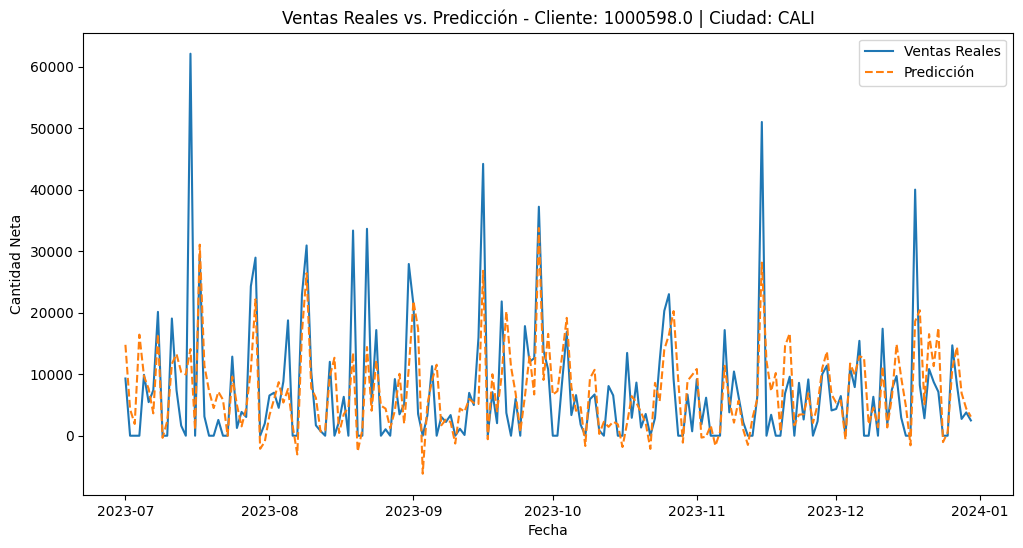 Ventas Reales vs. Predicción - Cliente: 1000598.0 | Ciudad: CALI
Ventas Reales
Predicción
Cantidad Neta
60000
50000
40000
30000
20000
10000
0
2023-07
2023-08
2023-09
2023-10
2023-11
2023-12
2024-01
Fecha